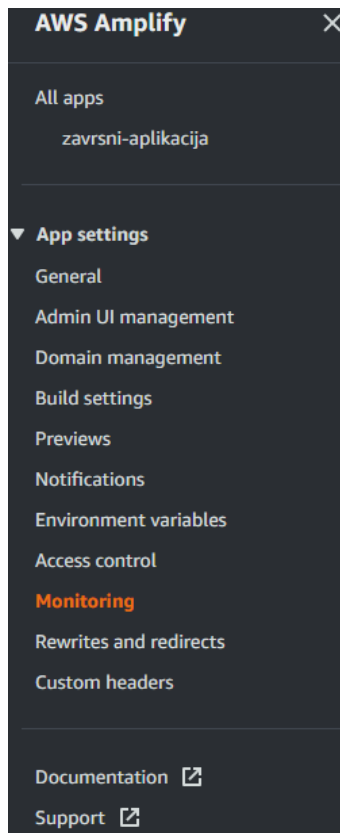 AWS Amplify
All apps
zavrsni-aplikacija
App settings
General
Admin UI management
Domain management
Build settings
Previews
Notifications
Environment variables
Access control
Monitoring
Rewrites and redirects
Custom headers
Documentation
Support